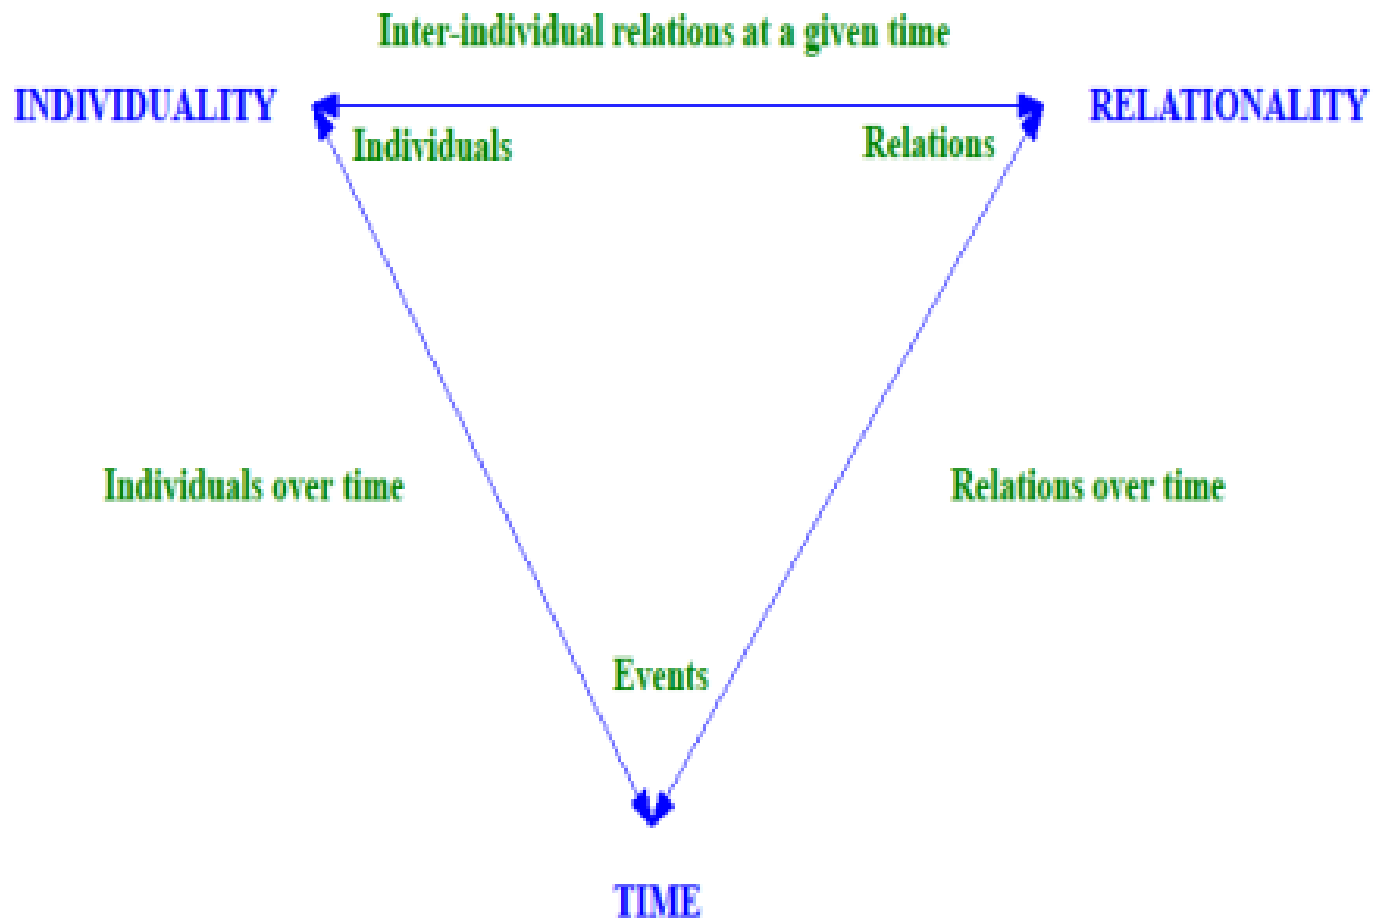 Inter-individual relations at a given time
INDIVIDUALITY
RELATIONALITY
Individuals
Relations
Individuals over time
Relations over time
Events
TIME